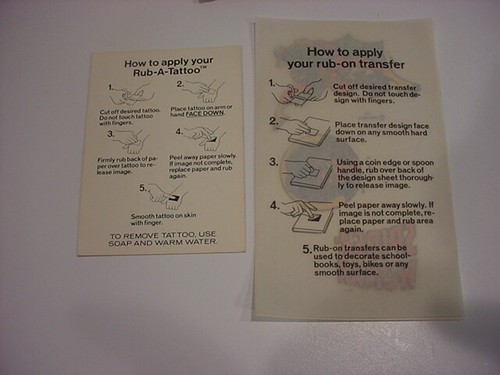 How to apply your
Rub-A-Tattoo™
1.
Cut off desired tattoo.
Do not touch tattoo
with fingers.
2.
Place tattoo on arm or
hand FACE DOWN.
3.
Firmly rub back of pa-
per over tattoo to re-
lease image.
4.
Peel away paper slowly.
If image not complete,
replace paper and rub
again.
5.
Smooth tattoo on skin
with finger.
TO REMOVE TATTOO, USE
SOAP AND WARM WATER.
How to apply
your rub-on transfer
1. Cut off desired transfer
design. Do not touch de-
sign with fingers.
2. Place transfer design face
down on any smooth hard
surface.
3. Using a coin edge or spoon
handle, rub over back of
the design sheet thorough-
ly to release image.
4. Peel paper away slowly. If
image is not complete, re-
place paper and rub area
again.
5. Rub-on transfers can be
used to decorate school-
books, toys, bikes or any
smooth surface.